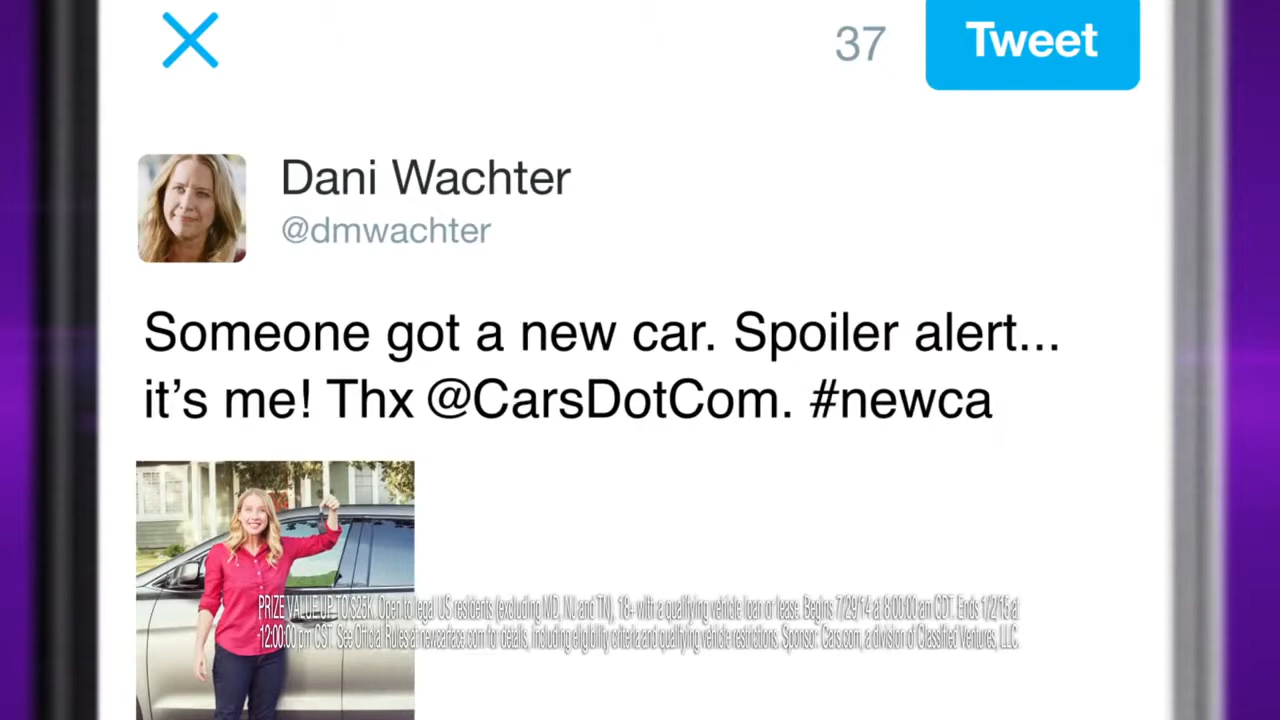 37
Tweet
Dani Wachter
@dmwachter
Someone got a new car. Spoiler alert...
it's me! Thx @CarsDotCom. #newca
PRIZE VALUE UP TO $25K. Open to legal US residents (excluding MD, NJ and TN), 18+ with a qualifying vehicle loan or lease. Begins 7/29/14 at 8:00:00 am CDT. Ends 1/2/15 at
12:00:00 pm CST. See Official Rules at newcarface.com for details, including eligibility criteria and qualifying vehicle restrictions. Sponsor: Cars.com, a division of Classified Ventures, LLC.